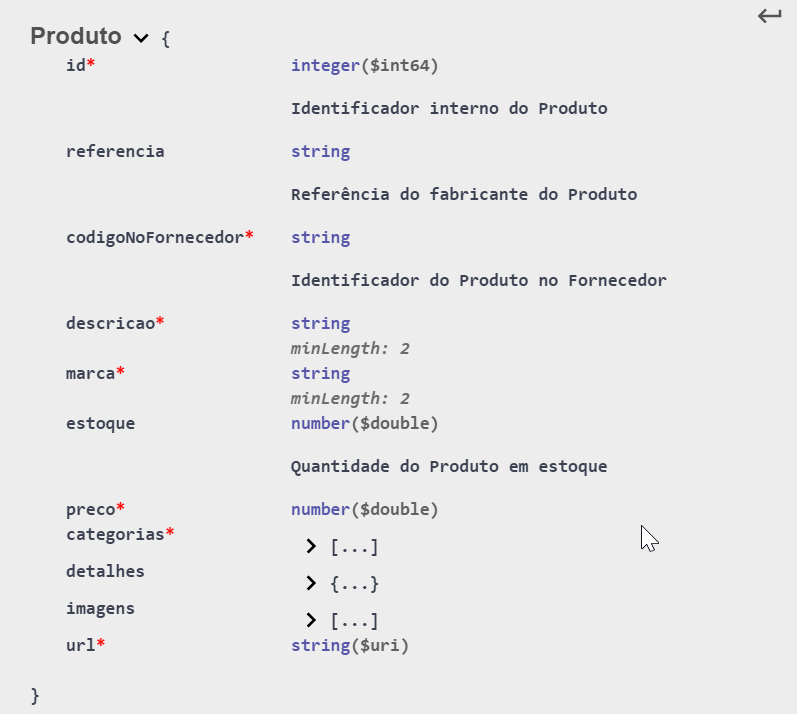 Produto {
id* integer($int64)
Identificador interno do Produto
referencia string
Referência do fabricante do Produto
codigoNoFornecedor* string
Identificador do Produto no Fornecedor
descricao* string
minLength: 2
marca* string
minLength: 2
estoque number($double)
Quantidade do Produto em estoque
preco* number($double)
categorias* [...]
detalhes {...}
imagens [...]
url* string($uri)
}